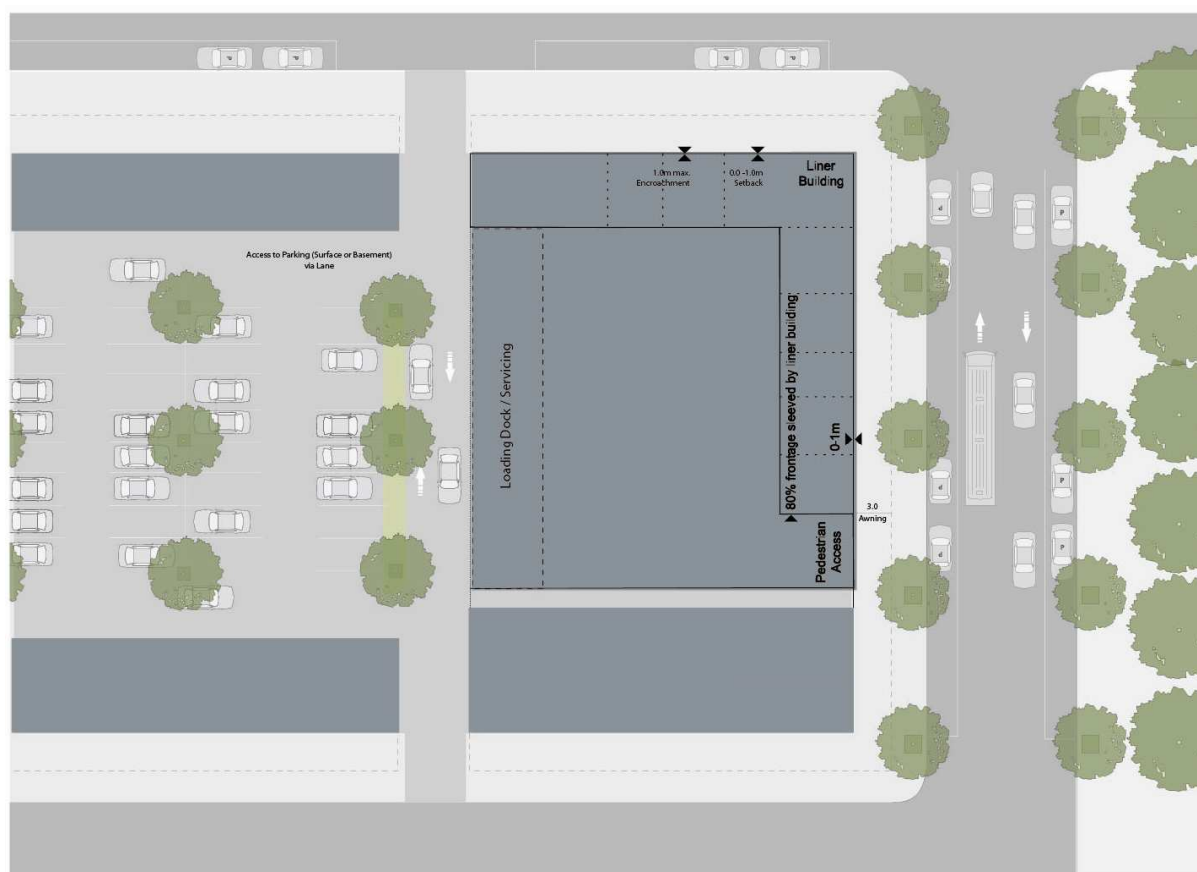 Liner
Building
1.0m max.
Encroachment
0.0 -1.0m
Setback
Access to Parking (Surface or Basement)
via Lane
Loading Dock / Servicing
80% frontage sleeved by liner building
0-1m
3.0
Awning
Pedestrian
Access
P
P
P
P
P
P
P
P
P
P